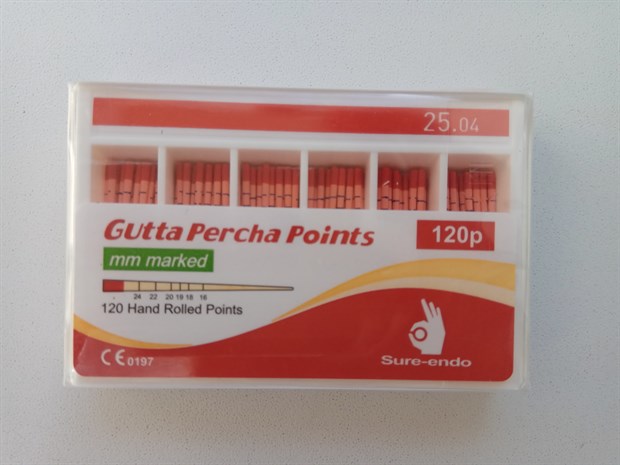 25.04
Gutta Percha Points
120p
mm marked
24 22 20 19 18 16
120 Hand Rolled Points
CE 0197
Sure-endo